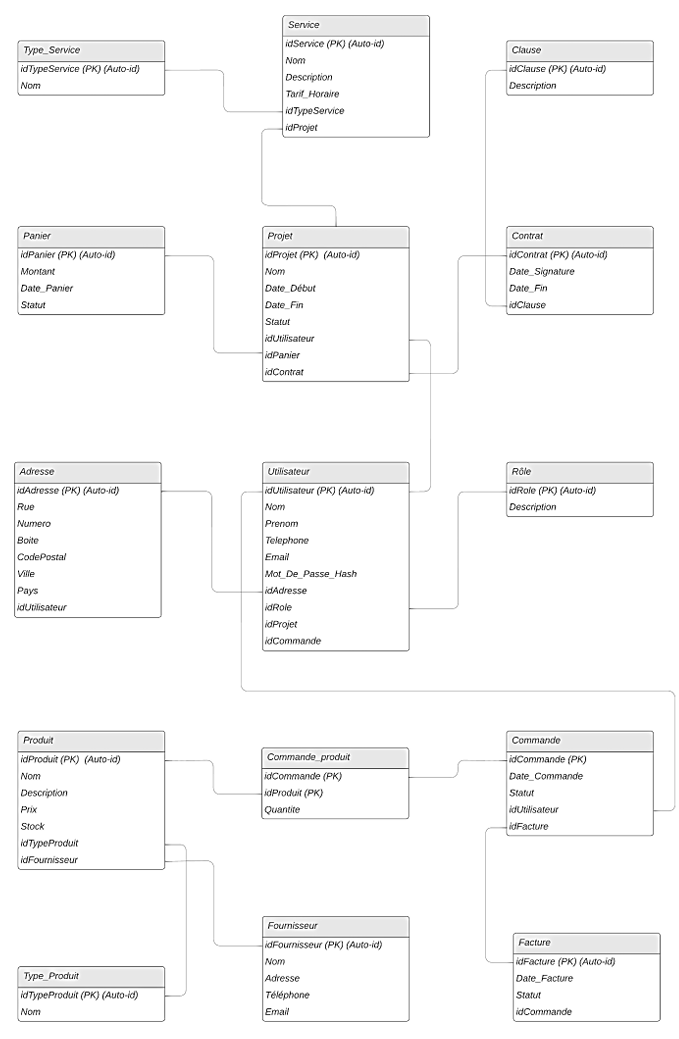 Type_Service
idTypeService (PK) (Auto-id)
Nom
Service
idService (PK) (Auto-id)
Nom
Description
Tarif_Horaire
idTypeService
idProjet
Clause
idClause (PK) (Auto-id)
Description
Panier
idPanier (PK) (Auto-id)
Montant
Date_Panier
Statut
Projet
idProjet (PK) (Auto-id)
Nom
Date_Début
Date_Fin
Statut
idUtilisateur
idPanier
idContrat
Contrat
idContrat (PK) (Auto-id)
Date_Signature
Date_Fin
idClause
Adresse
idAdresse (PK) (Auto-id)
Rue
Numero
Boite
CodePostal
Ville
Pays
idUtilisateur
Utilisateur
idUtilisateur (PK) (Auto-id)
Nom
Prenom
Telephone
Email
Mot_De_Passe_Hash
idAdresse
idRole
idProjet
idCommande
Rôle
idRole (PK) (Auto-id)
Description
Produit
idProduit (PK) (Auto-id)
Nom
Description
Prix
Stock
idTypeProduit
idFournisseur
Commande_produit
idCommande (PK)
idProduit (PK)
Quantite
Commande
idCommande (PK)
Date_Commande
Statut
idUtilisateur
idFacture
Type_Produit
idTypeProduit (PK) (Auto-id)
Nom
Fournisseur
idFournisseur (PK) (Auto-id)
Nom
Adresse
Téléphone
Email
Facture
idFacture (PK) (Auto-id)
Date_Facture
Statut
idCommande